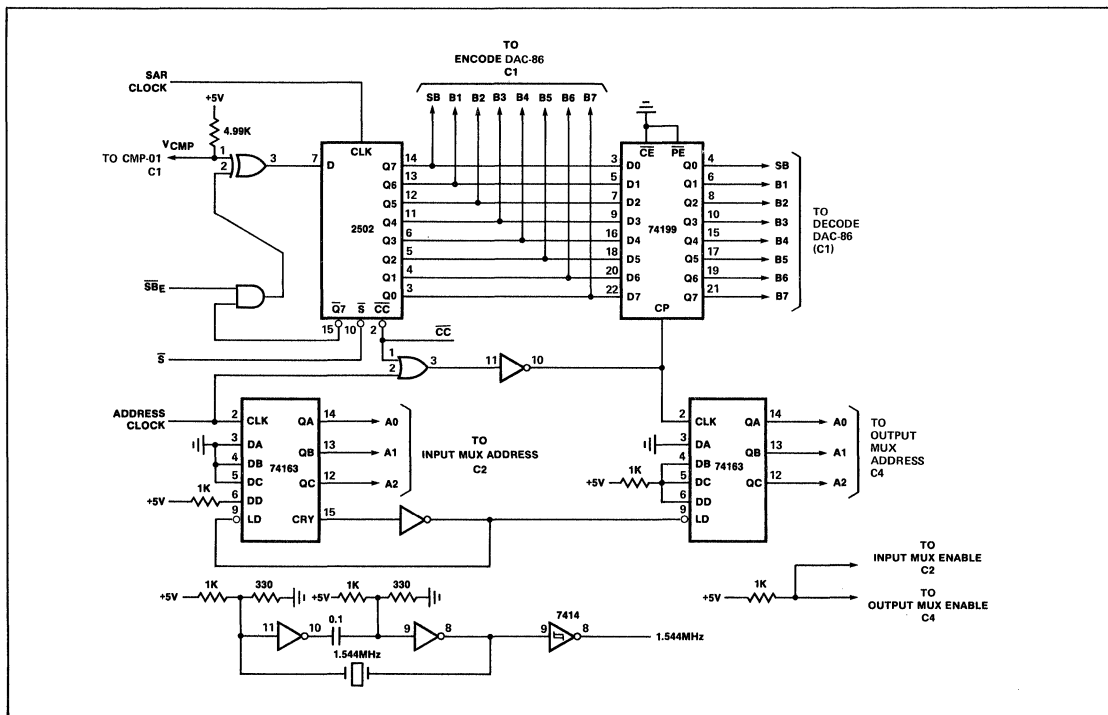 TO
ENCODE DAC-86
C1
SB B1 B2 B3 B4 B5 B6 B7
SAR
CLOCK
+5V
4.99K
VCMP
TO CMP-01
C1
1
2
3
7
D
CLK
2502
Q7 14
Q6 13
Q5 12
Q4 11
Q3 6
Q2 5
Q1 4
Q0 3
Q̅7̅ S̅ C̅C̅
15 10 2
C̅E̅ P̅E̅
74199
3 D0 Q0 4 SB
5 D1 Q1 6 B1
7 D2 Q2 8 B2
9 D3 Q3 10 B3
16 D4 Q4 15 B4
18 D5 Q5 17 B5
20 D6 Q6 19 B6
22 D7 Q7 21 B7
CP
TO
DECODE
DAC-86
(C1)
S̅B̅E
C̅C̅
S̅
1
2
3
11
10
ADDRESS
CLOCK
2 CLK QA 14 A0
3 DA
4 DB QB 13 A1
74163
5 DC QC 12 A2
6 DD
9 LD CRY 15
+5V 1K
TO
INPUT MUX ADDRESS
C2
2 CLK QA 14 A0
3 DA
4 DB QB 13 A1
74163
5 DC QC 12 A2
6 DD
9 LD
+5V 1K
TO
OUTPUT
MUX
ADDRESS
C4
+5V 1K 330 +5V 1K 330
11 10 0.1 9 8
1.544MHz
7414
9 8
1.544MHz
+5V 1K
TO
INPUT MUX ENABLE
C2
TO
OUTPUT MUX ENABLE
C4